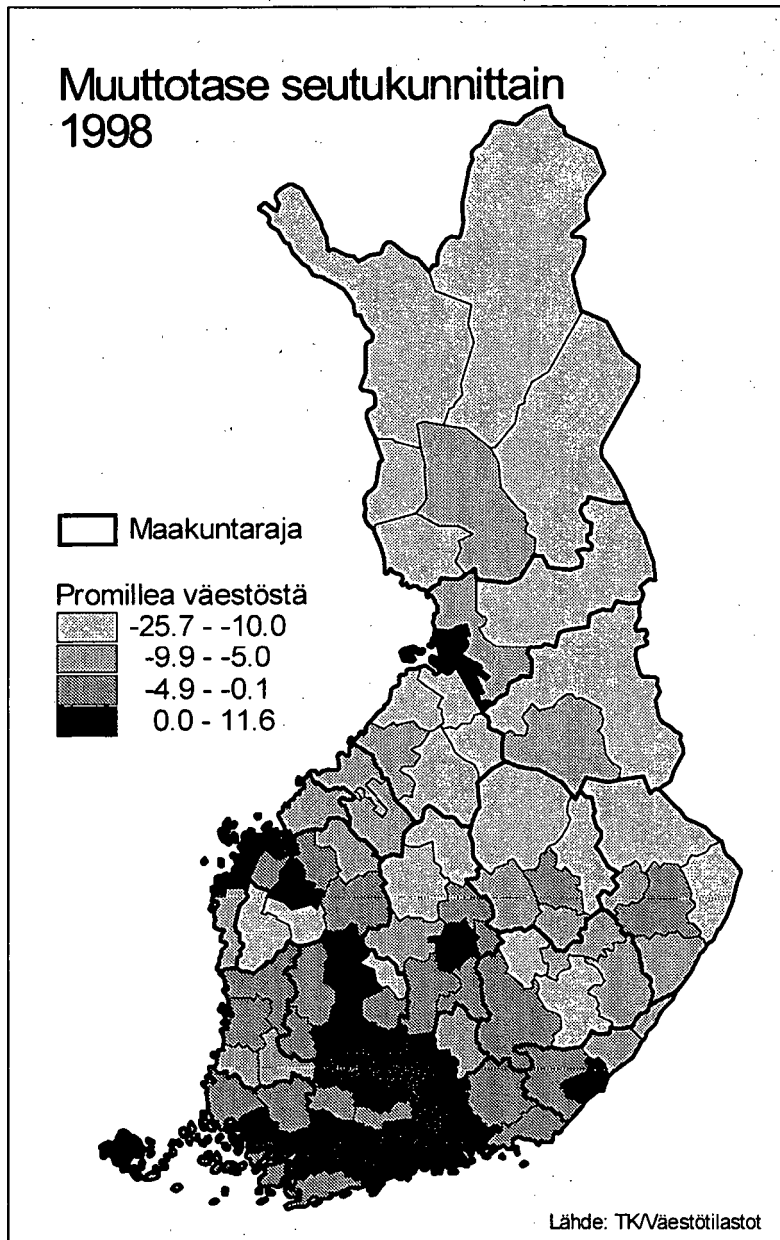 Muuttotase seutukunnittain
1998
Maakuntaraja
Promillea väestöstä
-25.7 - -10.0
-9.9 - -5.0
-4.9 - -0.1
0.0 - 11.6
Lähde: TK/Väestötilastot